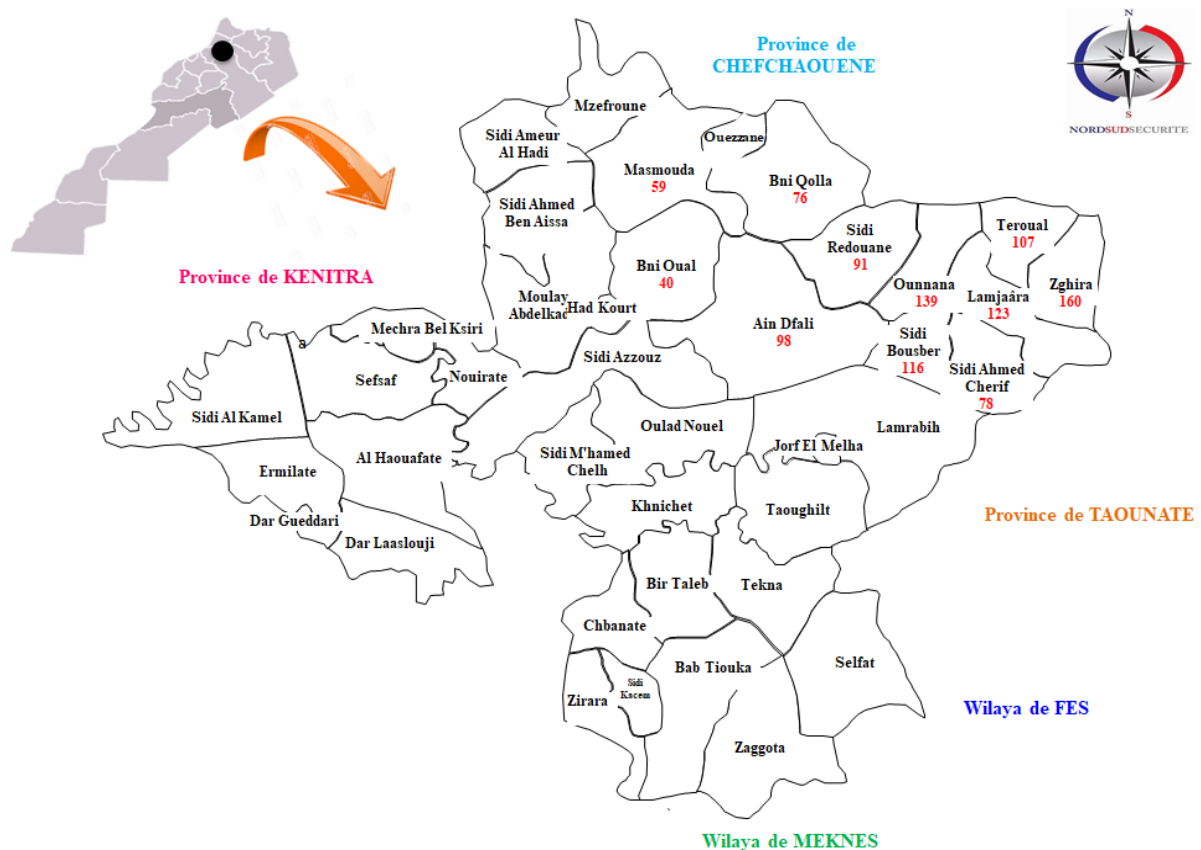 Province de
CHEFCHAOUENE
N
S
NORDSUDSECURITE
Mzefroune
Sidi Ameur
Al Hadi
Ouezzane
Masmouda
59
Bni Qolla
76
Sidi Ahmed
Ben Aissa
Sidi
Redouane
91
Teroual
107
Province de KENITRA
Bni Oual
40
Ounnana
139
Lamjaâra
123
Zghira
160
Moulay
Abdelkad
Had Kourt
Ain Dfali
98
Mechra Bel Ksiri
a
Sidi Azzouz
Sidi
Bousber
116
Sidi Ahmed
Cherif
78
Sefsaf
Nouirate
Sidi Al Kamel
Oulad Nouel
Lamrabih
Al Haouafate
Sidi M'hamed
Chelh
Jorf El Melha
Ermilate
Khnichet
Taoughilt
Dar Gueddari
Province de TAOUNATE
Dar Laaslouji
Bir Taleb
Tekna
Chbanate
Bab Tiouka
Selfat
Zirara
Sidi
Kacem
Wilaya de FES
Zaggota
Wilaya de MEKNES